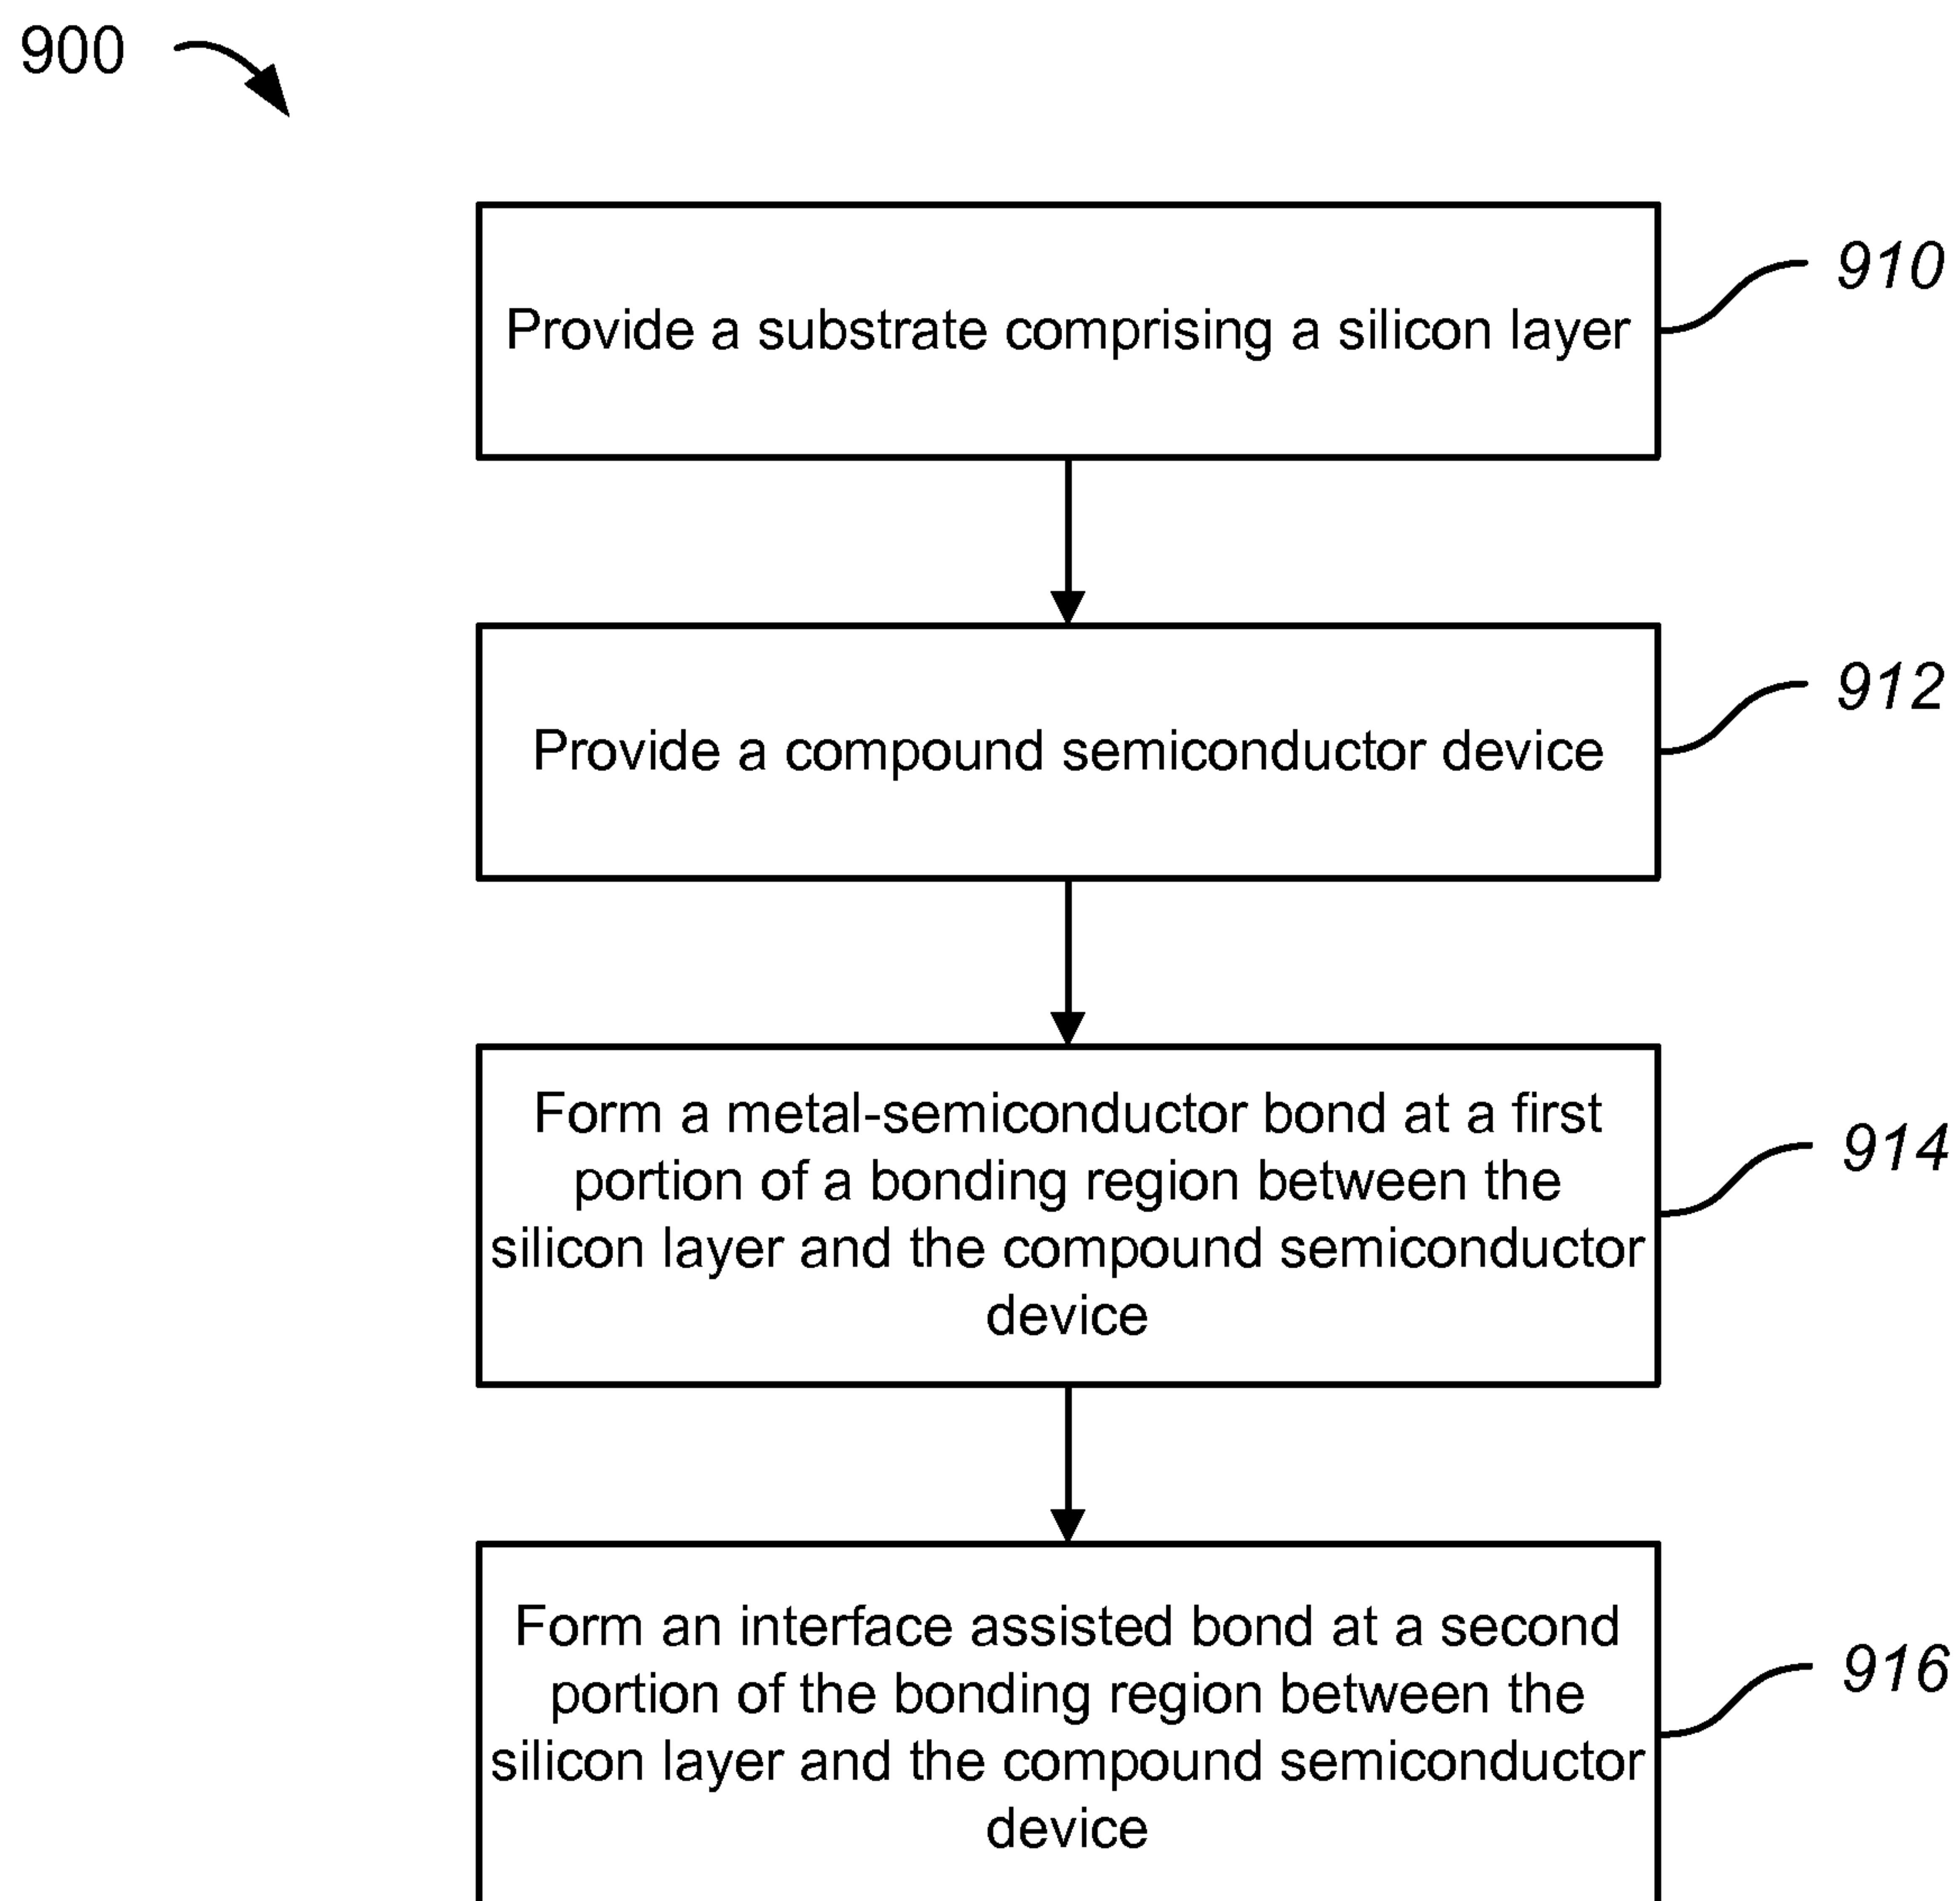 900
Provide a substrate comprising a silicon layer
910
Provide a compound semiconductor device
912
Form a metal-semiconductor bond at a first
portion of a bonding region between the
silicon layer and the compound semiconductor
device
914
Form an interface assisted bond at a second
portion of the bonding region between the
silicon layer and the compound semiconductor
device
916